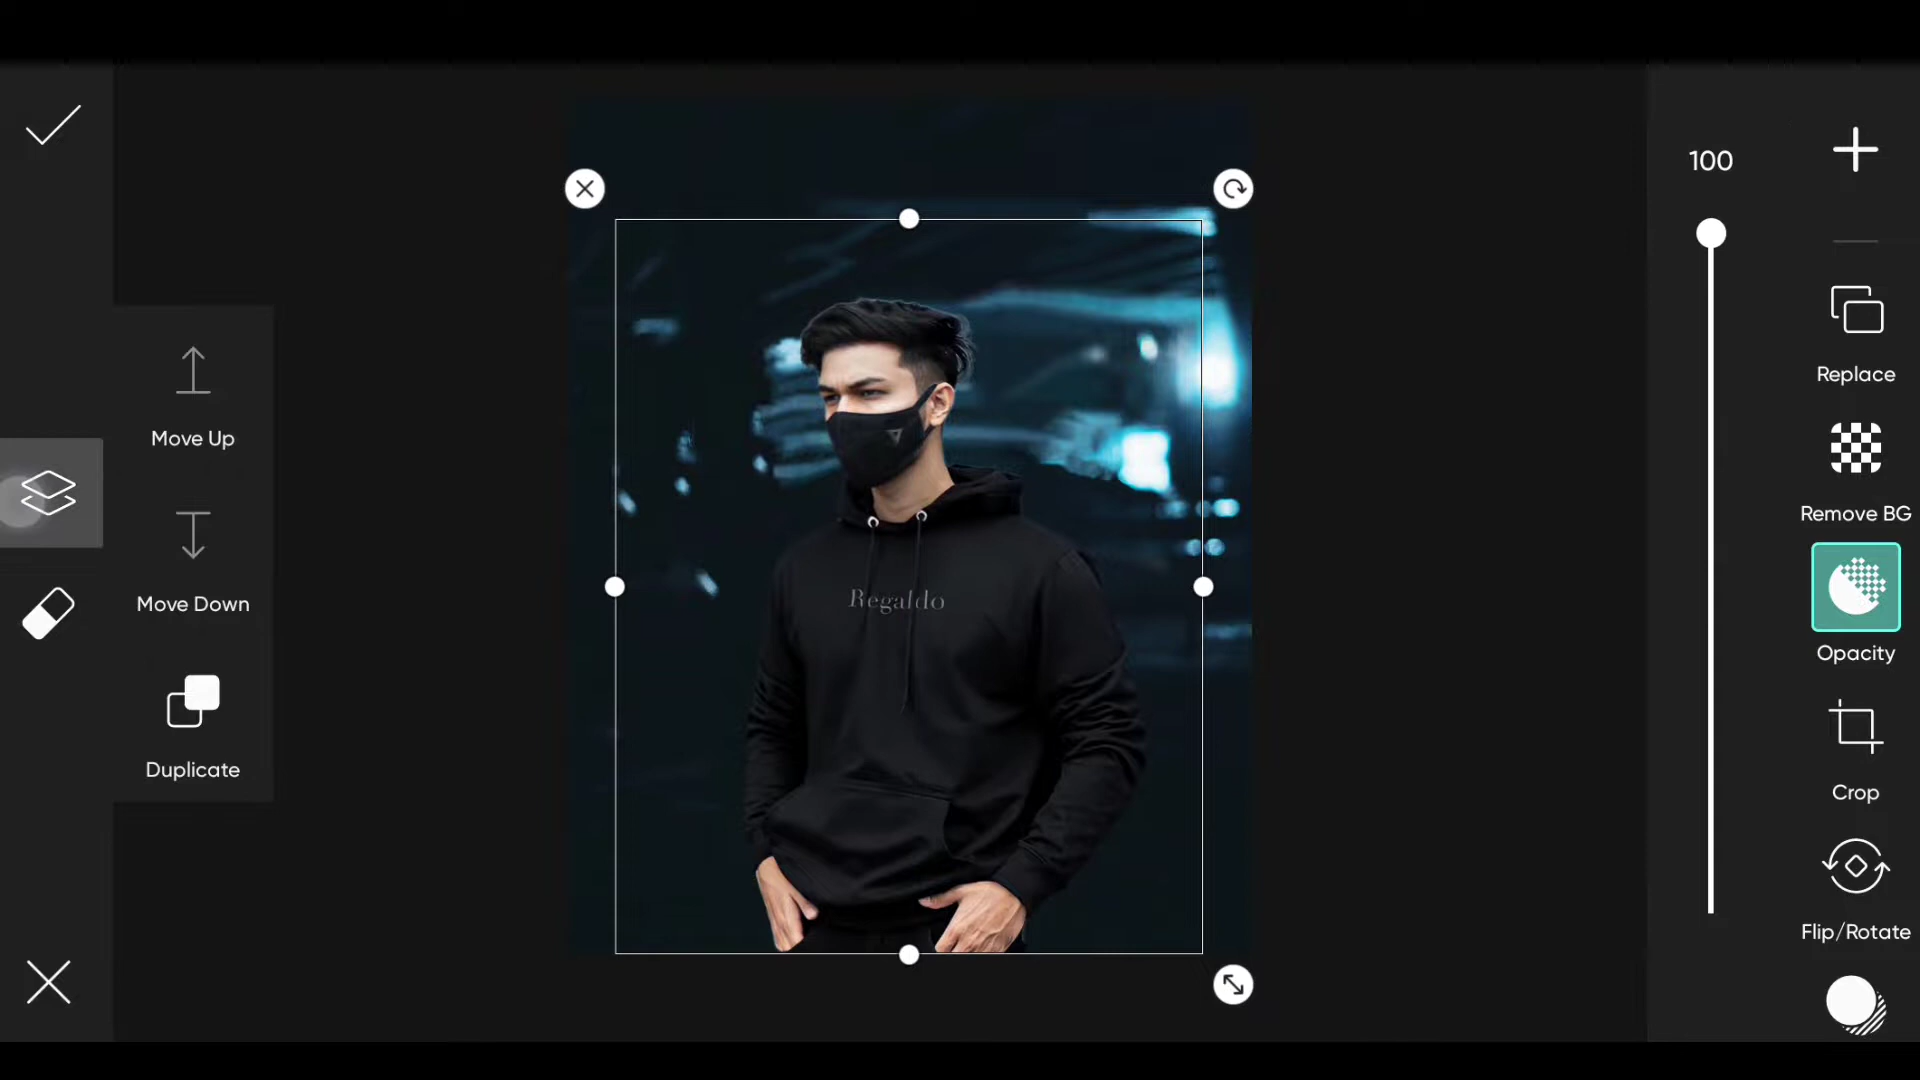 100
Move Up
Replace
Remove BG
Move Down
Regaldo
Opacity
Duplicate
Crop
Flip/Rotate